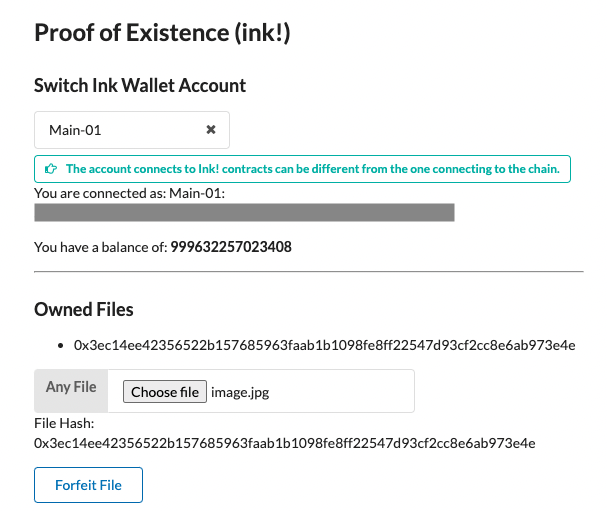 Proof of Existence (ink!)
Switch Ink Wallet Account
Main-01
The account connects to Ink! contracts can be different from the one connecting to the chain.
You are connected as: Main-01:
You have a balance of: 999632257023408
Owned Files
0x3ec14ee42356522b157685963faab1b1098fe8ff22547d93cf2cc8e6ab973e4e
Any File Choose file image.jpg
File Hash:
0x3ec14ee42356522b157685963faab1b1098fe8ff22547d93cf2cc8e6ab973e4e
Forfeit File